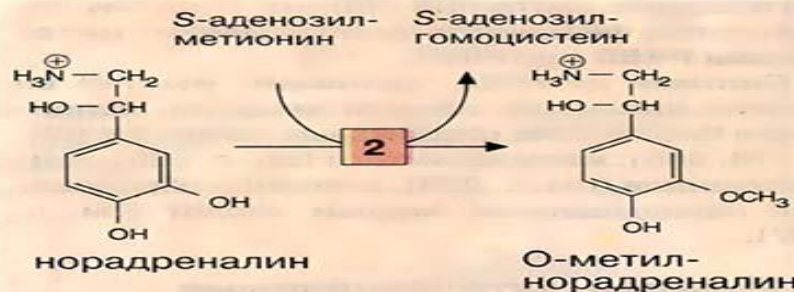 S-аденозил-
метионин
S-аденозил-
гомоцистеин
⊕
H₃N — CH₂
HO — CH
OH
OH
норадреналин
2
⊕
H₃N — CH₂
HO — CH
OCH₃
OH
О-метил-
норадреналин